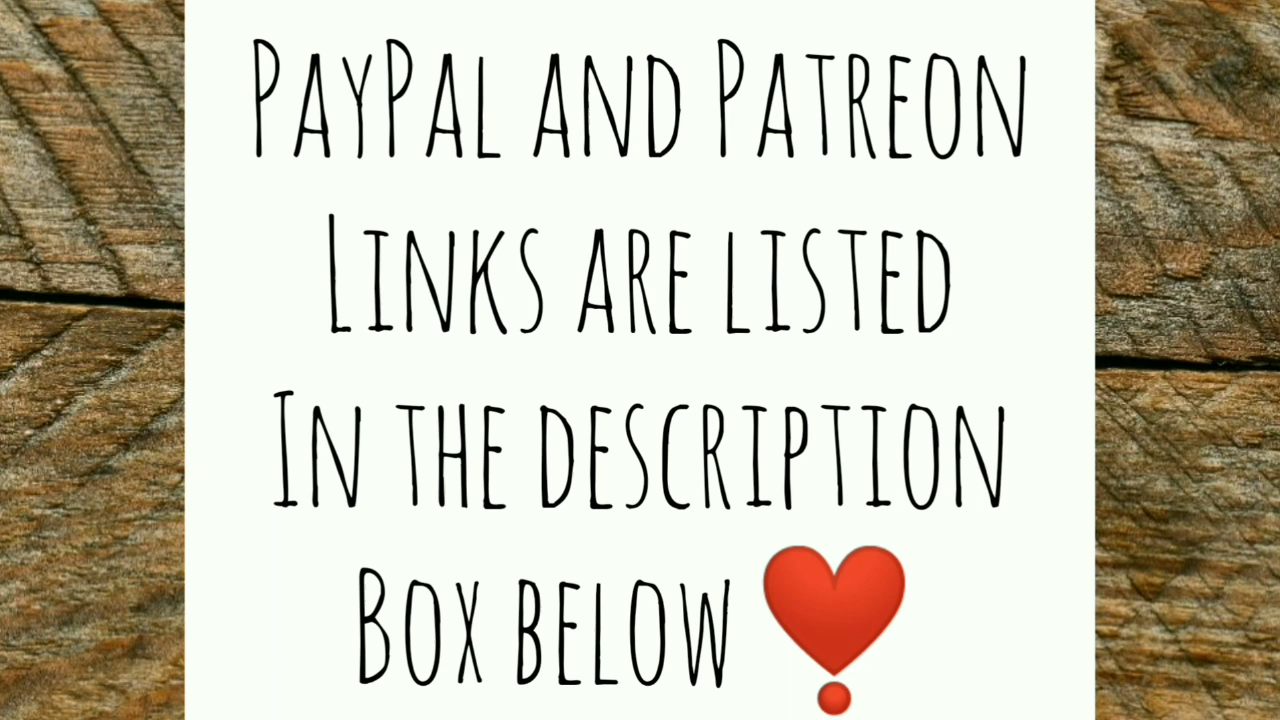 PayPal and Patreon
Links are listed
In the description
Box below ❣